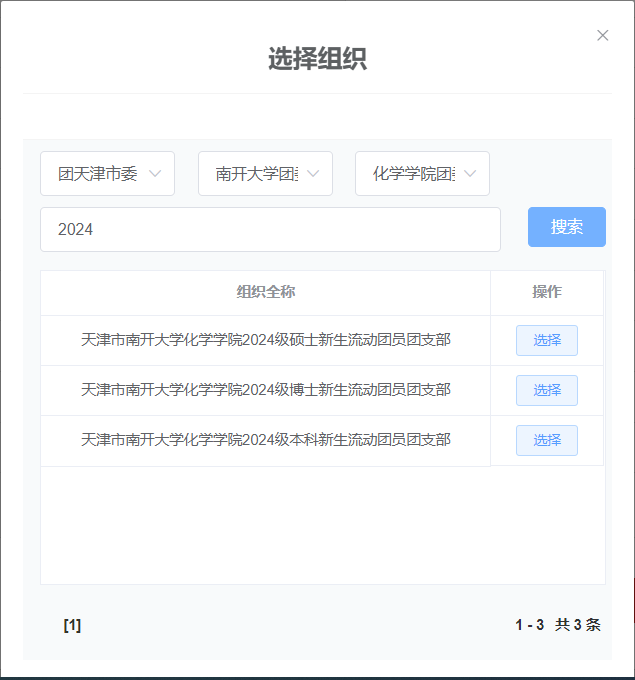 选择组织
团天津市委
南开大学团
化学学院团
2024
搜索
组织全称 操作
天津市南开大学化学学院2024级硕士新生流动团员团支部 选择
天津市南开大学化学学院2024级博士新生流动团员团支部 选择
天津市南开大学化学学院2024级本科新生流动团员团支部 选择
[1] 1 - 3 共 3 条